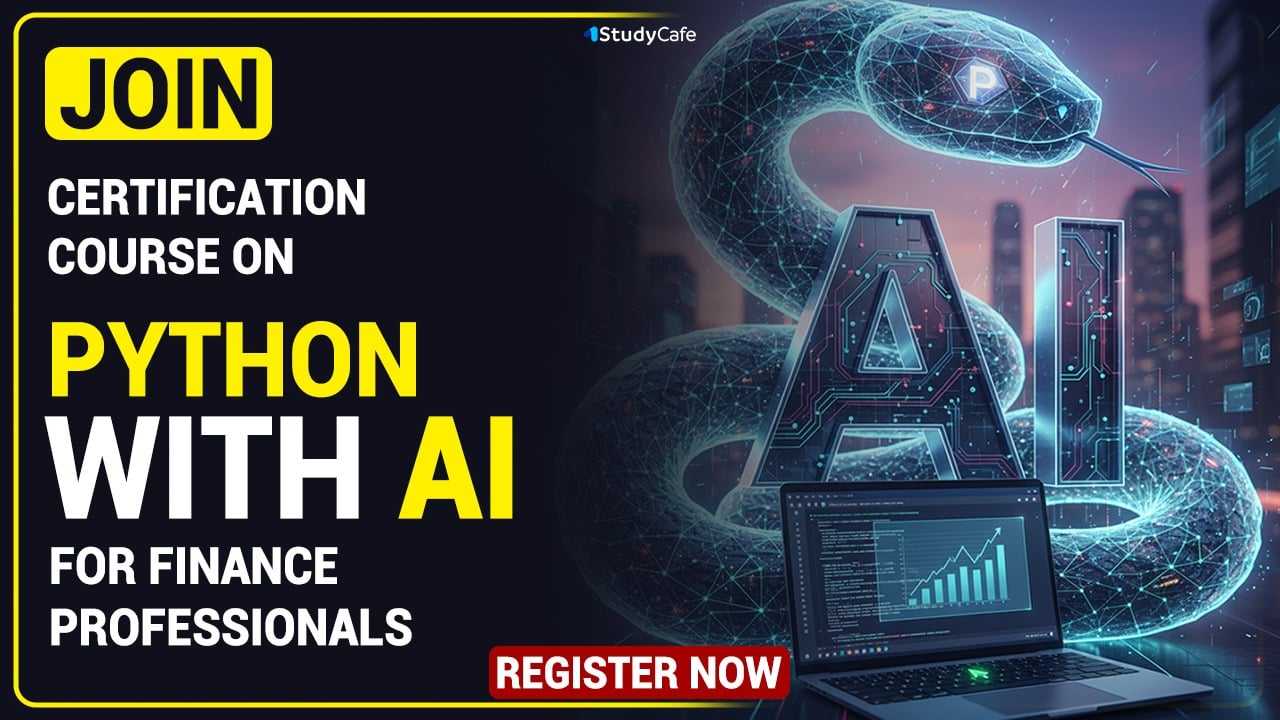 StudyCafe
JOIN
CERTIFICATION
COURSE ON
PYTHON
WITH AI
FOR FINANCE
PROFESSIONALS
REGISTER NOW
P
AI